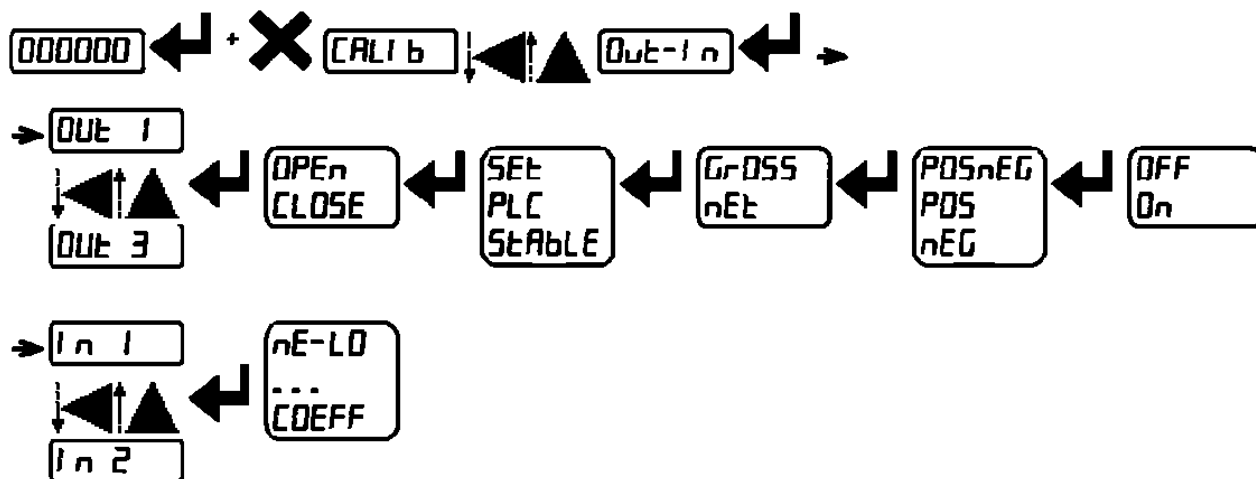 000000 + CALIb Out-In
OUt 1
OPEn
CLOSE
SEt
PLC
StAbLE
GrOSS
nEt
POSnEG
POS
nEG
OFF
On
OUt 3
In 1
nE-LO
...
COEFF
In 2